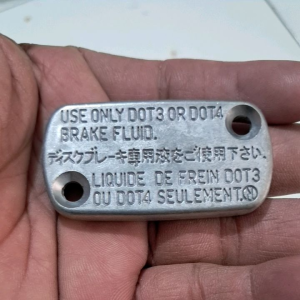 USE ONLY DOT3 OR DOT4
BRAKE FLUID.
ディスクブレーキ専用液をご使用下さい.
LIQUIDE DE FREIN DOT3
OU DOT4 SEULEMENT.Ⓝ